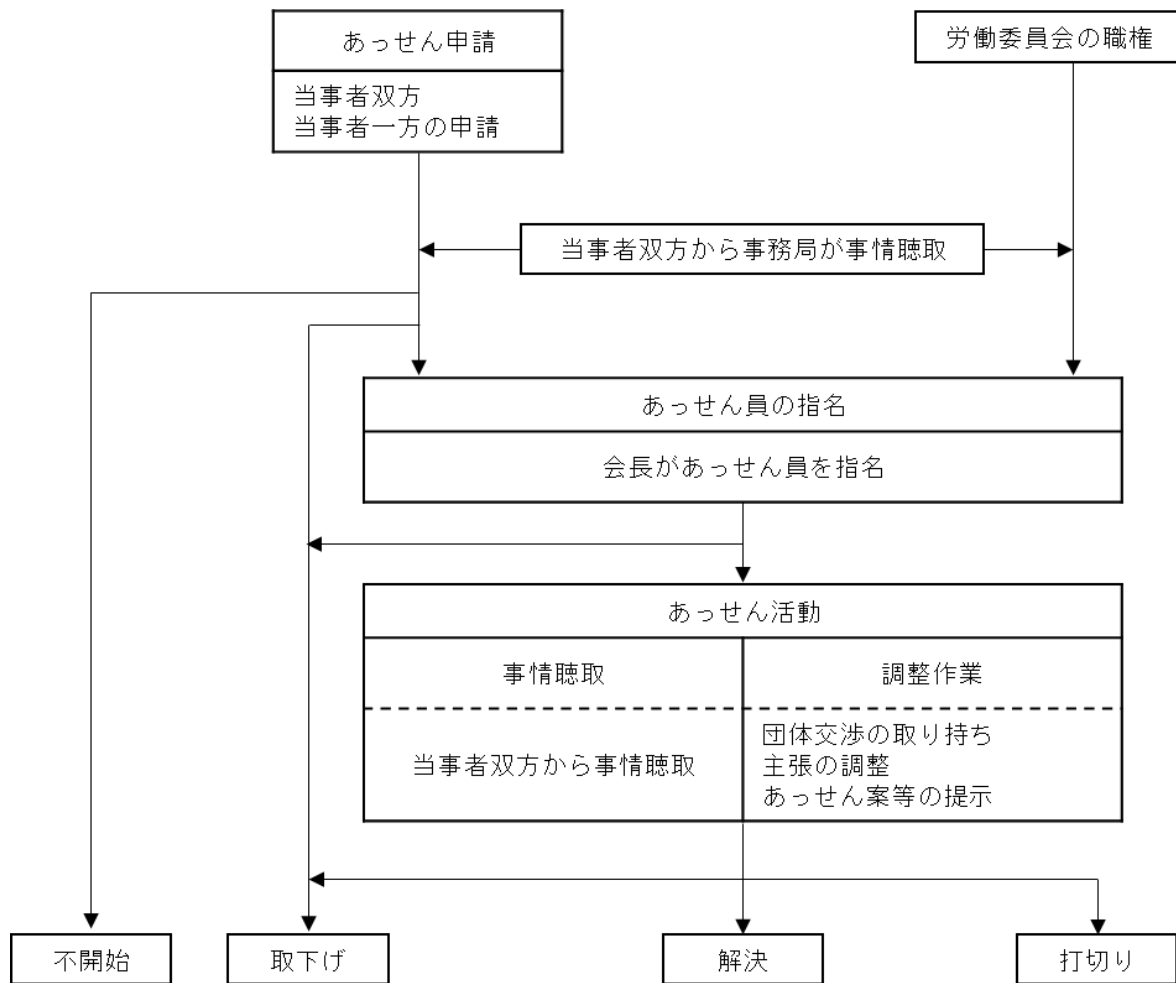 あっせん申請
労働委員会の職権
当事者双方
当事者一方の申請
当事者双方から事務局が事情聴取
あっせん員の指名
会長があっせん員を指名
あっせん活動
事情聴取
調整作業
当事者双方から事情聴取
団体交渉の取り持ち
主張の調整
あっせん案等の提示
不開始
取下げ
解決
打切り